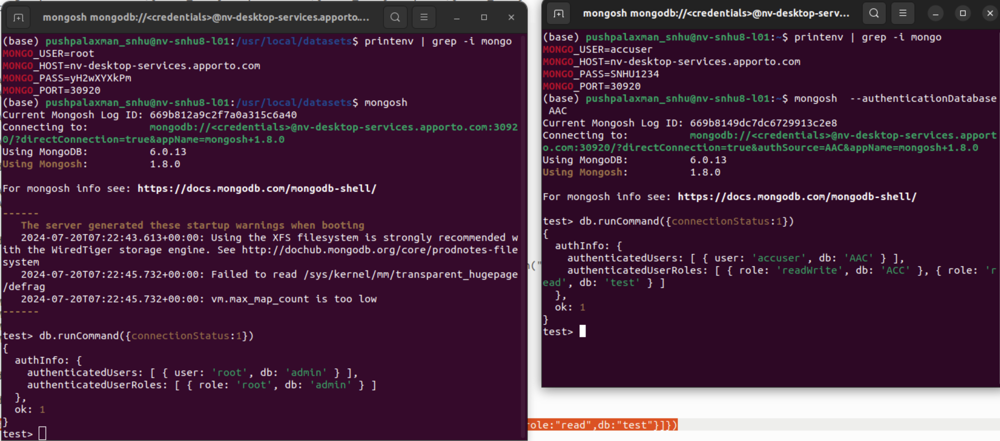 mongosh mongodb://<credentials>@nv-desktop-services.apporto....
(base) pushpalaxman_snhu@nv-snhu8-l01:/usr/local/datasets$ printenv | grep -i mongo
MONGO_USER=root
MONGO_HOST=nv-desktop-services.apporto.com
MONGO_PASS=yH2wXYXkPm
MONGO_PORT=30920
(base) pushpalaxman_snhu@nv-snhu8-l01:/usr/local/datasets$ mongosh
Current Mongosh Log ID: 669b812a9c2f7a0a315c6a40
Connecting to:          mongodb://<credentials>@nv-desktop-services.apporto.com:3092
0/?directConnection=true&appName=mongosh+1.8.0
Using MongoDB:          6.0.13
Using Mongosh:          1.8.0
For mongosh info see: https://docs.mongodb.com/mongodb-shell/
------
   The server generated these startup warnings when booting
   2024-07-20T07:22:43.613+00:00: Using the XFS filesystem is strongly recommended w
ith the WiredTiger storage engine. See http://dochub.mongodb.org/core/prodnotes-file
system
   2024-07-20T07:22:45.732+00:00: Failed to read /sys/kernel/mm/transparent_hugepage
/defrag
   2024-07-20T07:22:45.732+00:00: vm.max_map_count is too low
------
test> db.runCommand({connectionStatus:1})
{
  authInfo: {
    authenticatedUsers: [ { user: 'root', db: 'admin' } ],
    authenticatedUserRoles: [ { role: 'root', db: 'admin' } ]
  },
  ok: 1
}
test>
mongosh mongodb://<credentials>@nv-desktop-serv...
(base) pushpalaxman_snhu@nv-snhu8-l01:~$ printenv | grep -i mongo
MONGO_USER=accuser
MONGO_HOST=nv-desktop-services.apporto.com
MONGO_PASS=SNHU1234
MONGO_PORT=30920
(base) pushpalaxman_snhu@nv-snhu8-l01:~$ mongosh  --authenticationDatabase
 AAC
Current Mongosh Log ID: 669b8149dc7dc6729913c2e8
Connecting to:          mongodb://<credentials>@nv-desktop-services.apport
o.com:30920/?directConnection=true&authSource=AAC&appName=mongosh+1.8.0
Using MongoDB:          6.0.13
Using Mongosh:          1.8.0
For mongosh info see: https://docs.mongodb.com/mongodb-shell/
test> db.runCommand({connectionStatus:1})
{
  authInfo: {
    authenticatedUsers: [ { user: 'accuser', db: 'AAC' } ],
    authenticatedUserRoles: [ { role: 'readWrite', db: 'ACC' }, { role: 'r
ead', db: 'test' } ]
  },
  ok: 1
}
test>
n("
role:"read",db:"test"}]})